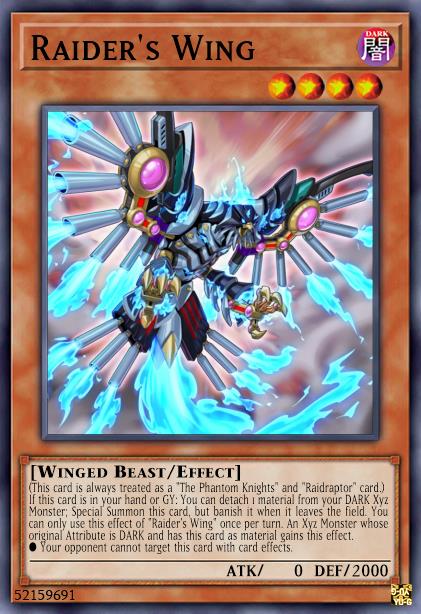 Raider's Wing
DARK
闇
[Winged Beast/Effect]
(This card is always treated as a "The Phantom Knights" and "Raidraptor" card.)
If this card is in your hand or GY: You can detach 1 material from your DARK Xyz
Monster; Special Summon this card, but banish it when it leaves the field. You
can only use this effect of "Raider's Wing" once per turn. An Xyz Monster whose
original Attribute is DARK and has this card as material gains this effect.
● Your opponent cannot target this card with card effects.
ATK/ 0 DEF/2000
52159691